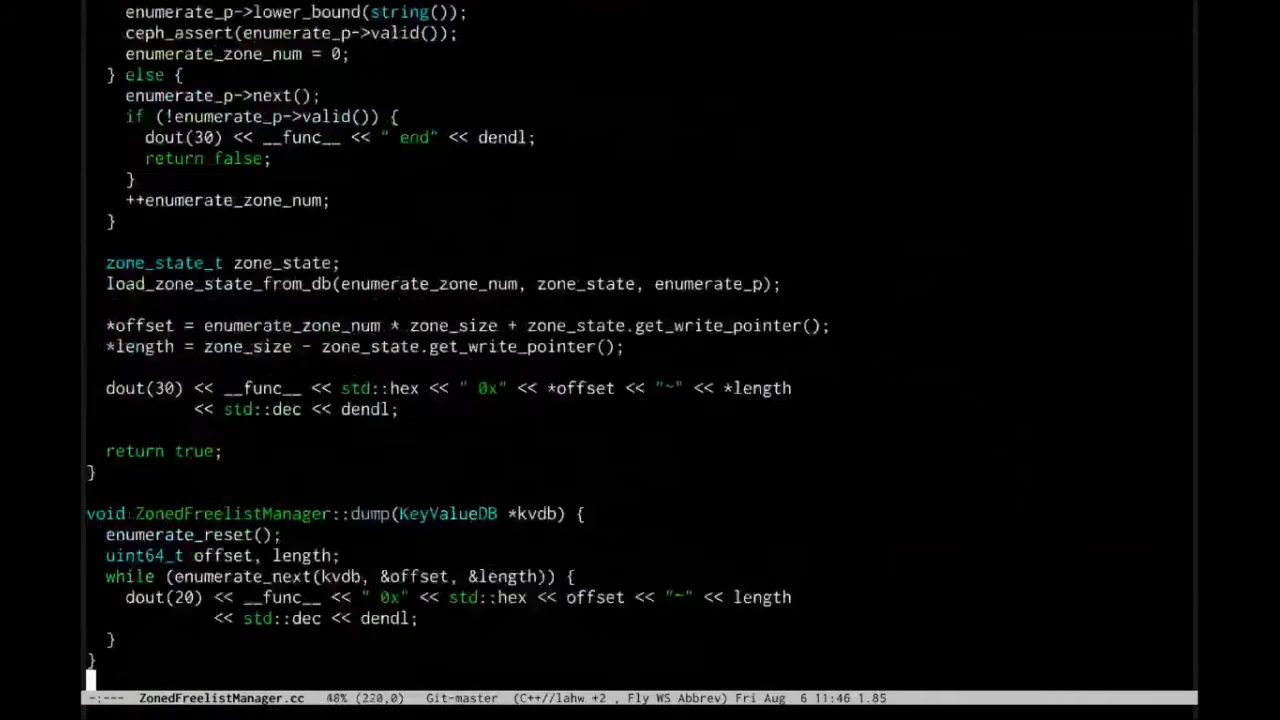 enumerate_p->lower_bound(string());
ceph_assert(enumerate_p->valid());
enumerate_zone_num = 0;
} else {
enumerate_p->next();
if (!enumerate_p->valid()) {
dout(30) << __func__ << " end" << dendl;
return false;
}
++enumerate_zone_num;
}
zone_state_t zone_state;
load_zone_state_from_db(enumerate_zone_num, zone_state, enumerate_p);
*offset = enumerate_zone_num * zone_size + zone_state.get_write_pointer();
*length = zone_size - zone_state.get_write_pointer();
dout(30) << __func__ << std::hex << " 0x" << *offset << "~" << *length
<< std::dec << dendl;
return true;
}
void ZonedFreelistManager::dump(KeyValueDB *kvdb) {
enumerate_reset();
uint64_t offset, length;
while (enumerate_next(kvdb, &offset, &length)) {
dout(20) << __func__ << " 0x" << std::hex << offset << "~" << length
<< std::dec << dendl;
}
}
-:--- ZonedFreelistManager.cc 48% (220,0) Git-master (C++//lahw +2 , Fly WS Abbrev) Fri Aug 6 11:46 1.85